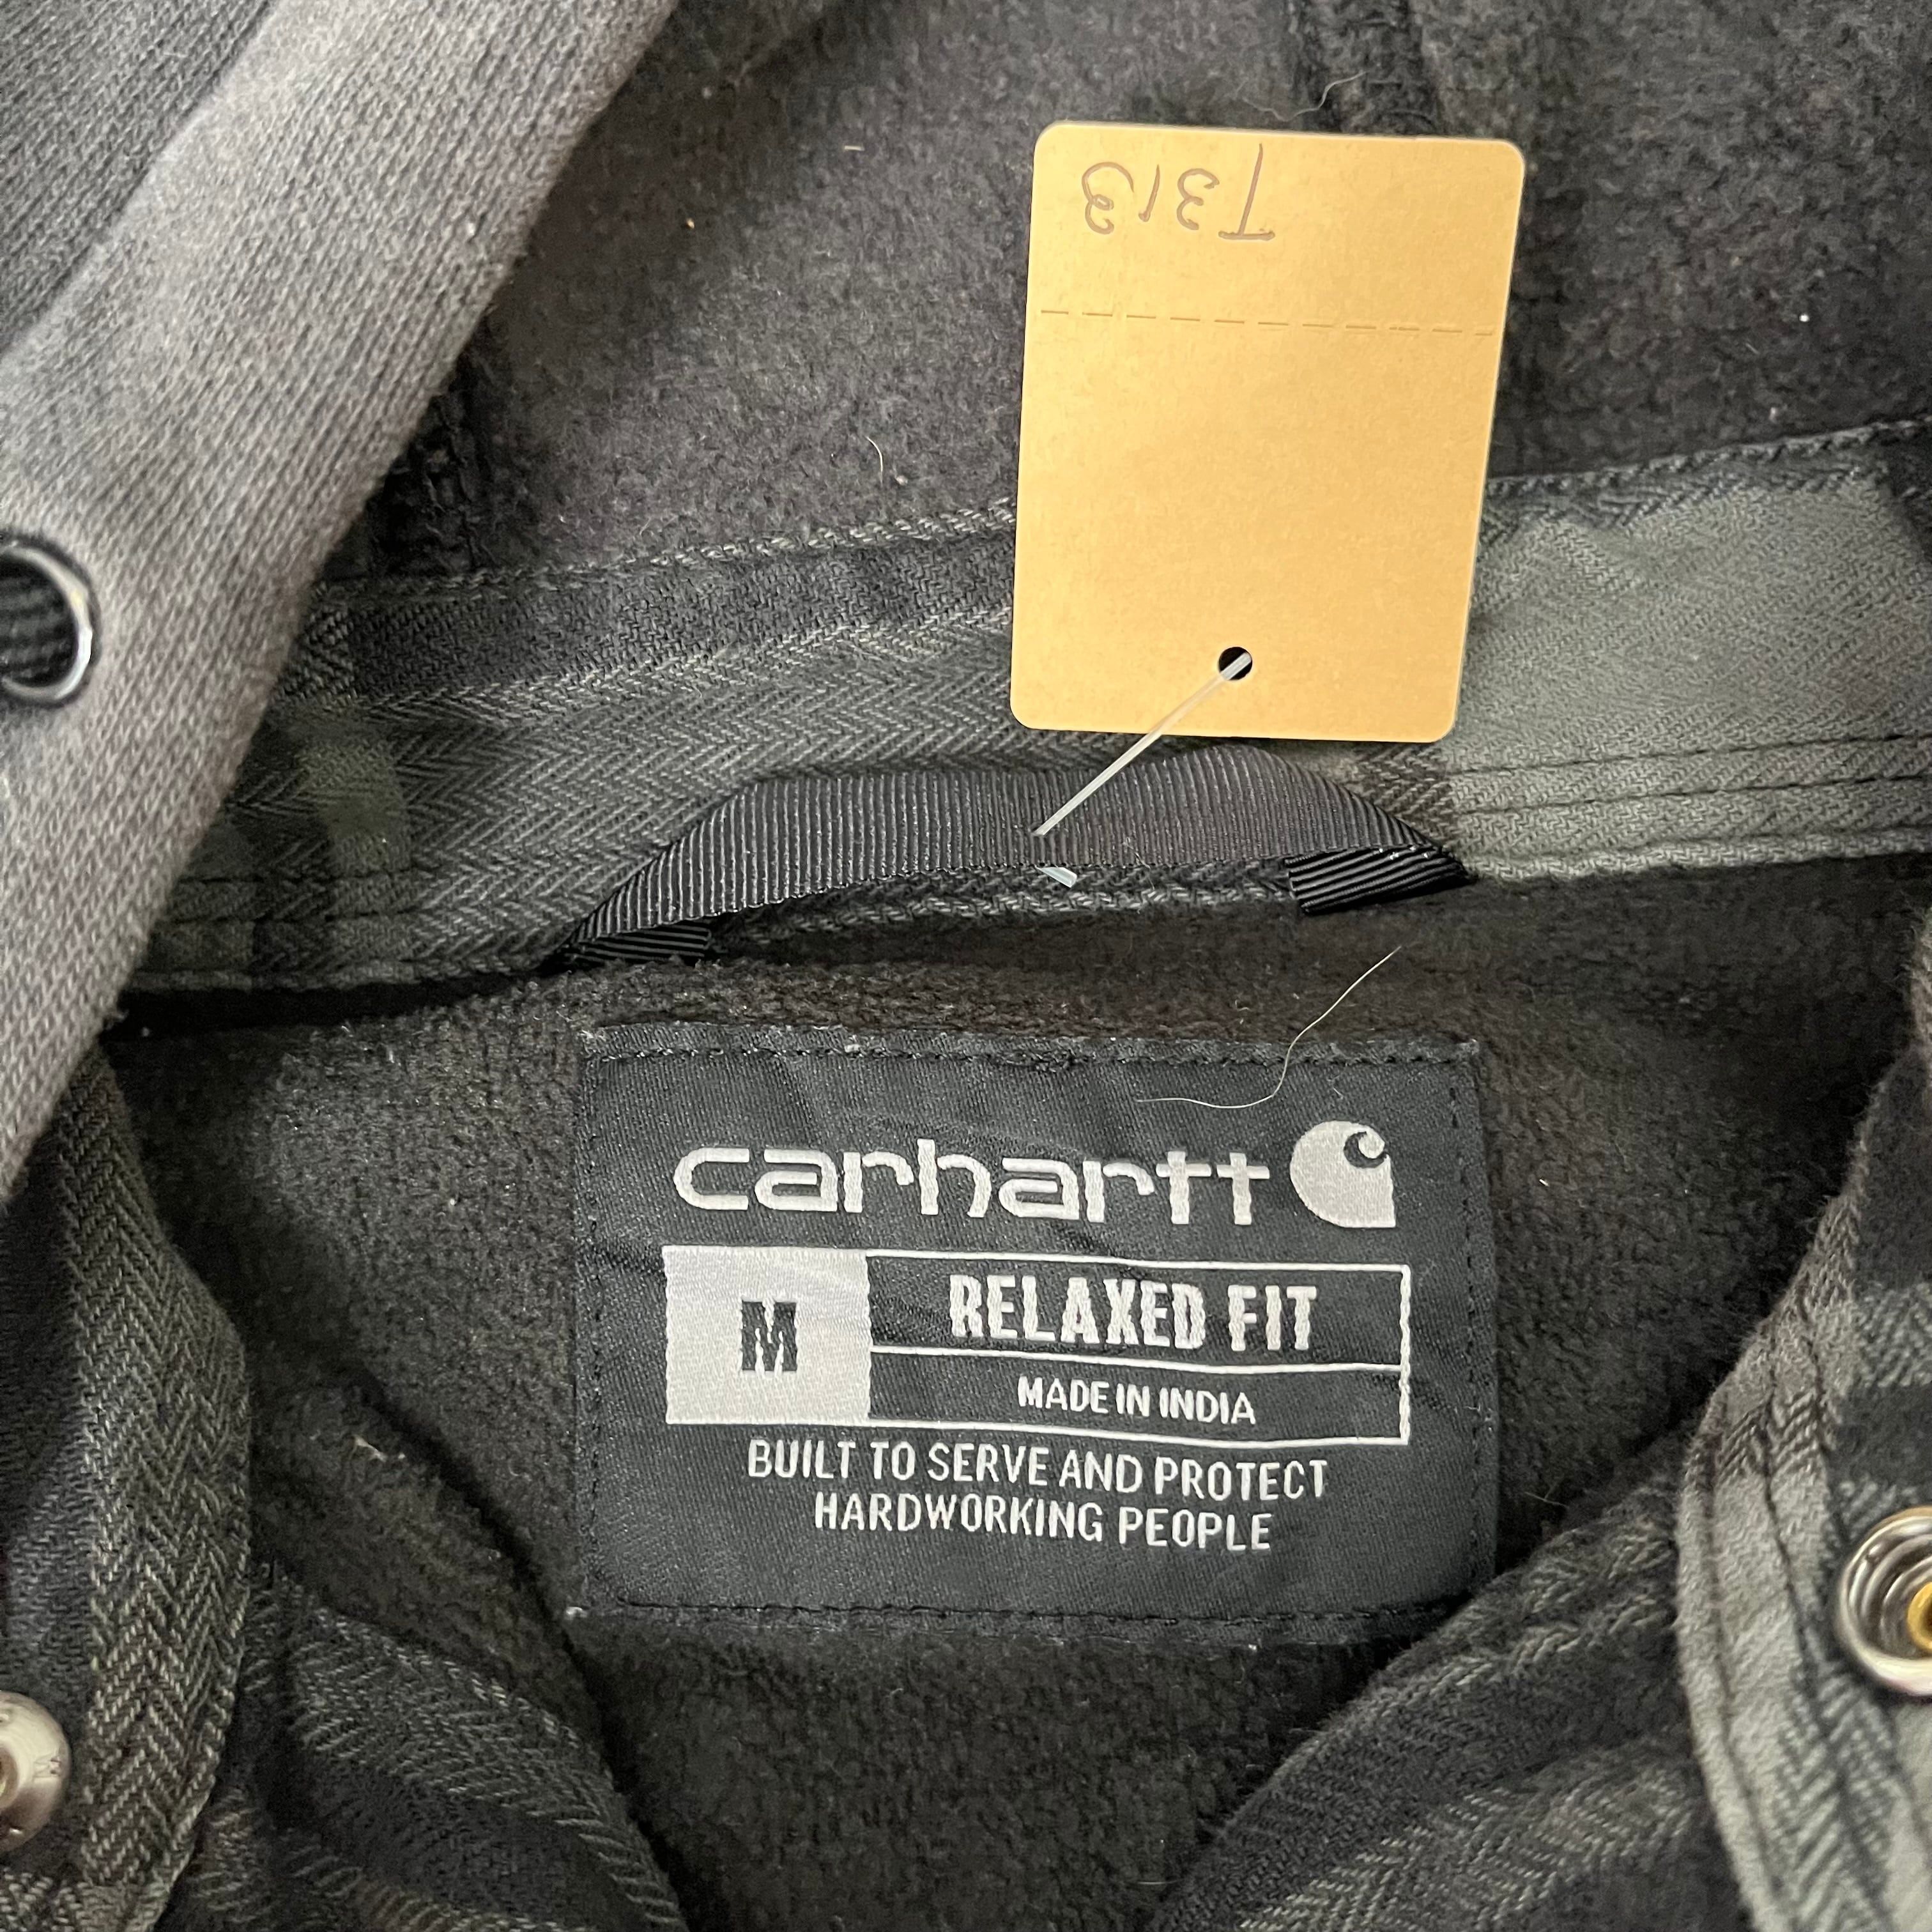 T313
carhartt
M
RELAXED FIT
MADE IN INDIA
BUILT TO SERVE AND PROTECT
HARDWORKING PEOPLE